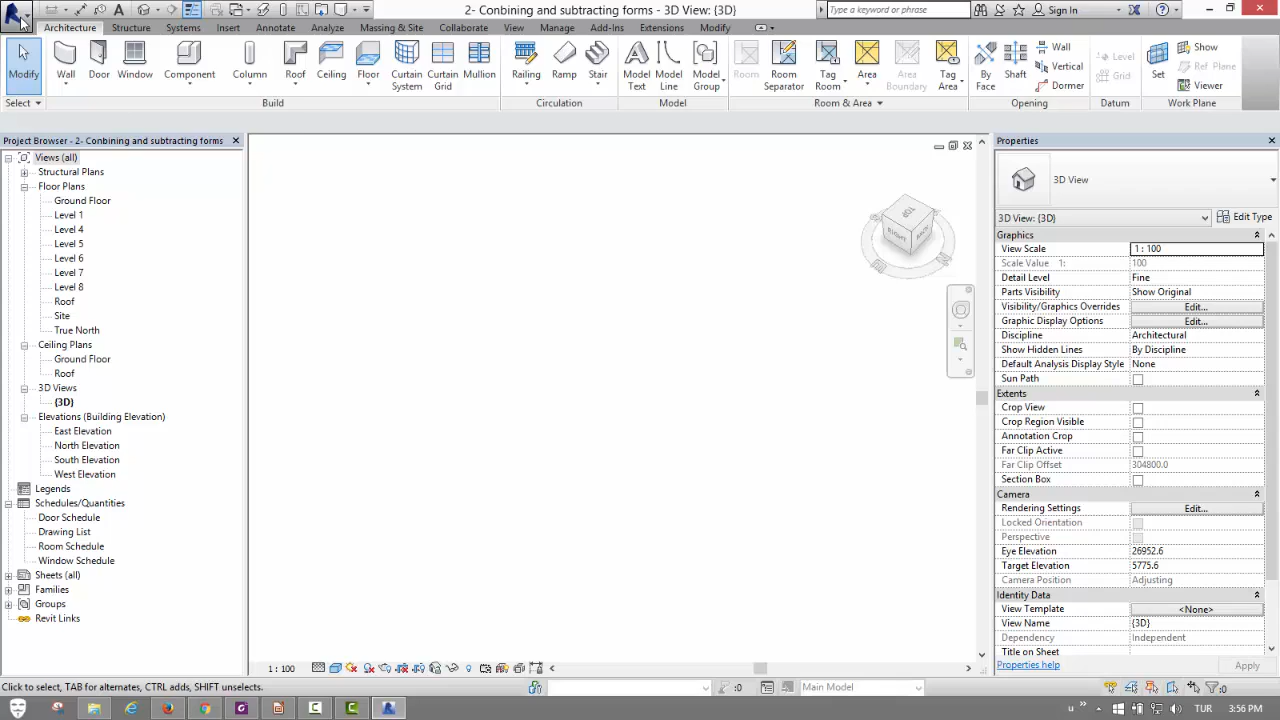 2- Conbining and subtracting forms - 3D View: {3D}
Type a keyword or phrase
Sign In
Architecture Structure Systems Insert Annotate Analyze Massing & Site Collaborate View Manage Add-Ins Extensions Modify
Modify Wall Door Window Component Column Roof Ceiling Floor Curtain System Curtain Grid Mullion Railing Ramp Stair Model Text Model Line Model Group Room Room Separator Tag Room Area Area Boundary Tag Area By Face Shaft Wall Vertical Dormer Level Grid Set Show Ref Plane Viewer
Select Build Circulation Model Room & Area Opening Datum Work Plane
Project Browser - 2- Conbining and subtracting forms
Views (all)
Structural Plans
Floor Plans
Ground Floor
Level 1
Level 4
Level 5
Level 6
Level 7
Level 8
Roof
Site
True North
Ceiling Plans
Ground Floor
Roof
3D Views
{3D}
Elevations (Building Elevation)
East Elevation
North Elevation
South Elevation
West Elevation
Legends
Schedules/Quantities
Door Schedule
Drawing List
Room Schedule
Window Schedule
Sheets (all)
Families
Groups
Revit Links
TOP
RIGHT
BACK
Properties
3D View
3D View: {3D} Edit Type
Graphics
View Scale 1 : 100
Scale Value 1: 100
Detail Level Fine
Parts Visibility Show Original
Visibility/Graphics Overrides Edit...
Graphic Display Options Edit...
Discipline Architectural
Show Hidden Lines By Discipline
Default Analysis Display Style None
Sun Path
Extents
Crop View
Crop Region Visible
Annotation Crop
Far Clip Active
Far Clip Offset 304800.0
Section Box
Camera
Rendering Settings Edit...
Locked Orientation
Perspective
Eye Elevation 26952.6
Target Elevation 5775.6
Camera Position Adjusting
Identity Data
View Template <None>
View Name {3D}
Dependency Independent
Title on Sheet
Properties help Apply
1 : 100
Click to select, TAB for alternates, CTRL adds, SHIFT unselects.
:0
Main Model
:0
u
TUR
3:56 PM